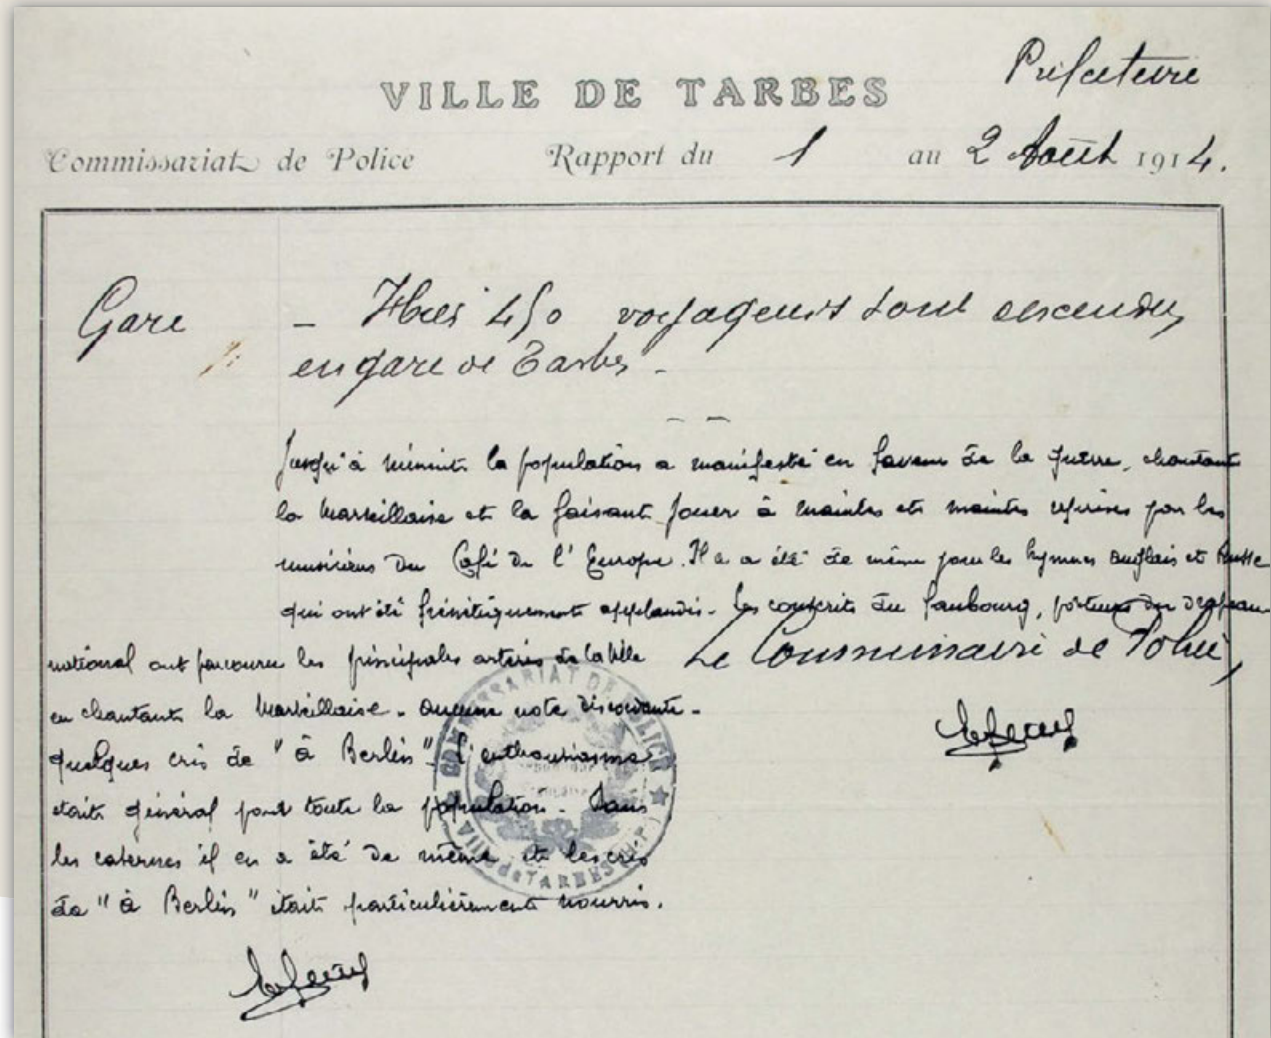 Préfecture
VILLE DE TARBES
Commissariat de Police Rapport du 1 au 2 Août 1914.
Gare - 450 voyageurs sont descendus
en gare de Tarbes -
Jusqu'à minuit la population a manifesté en faveur de la guerre, chantant
la Marseillaise et la faisant jouer à maintes et maintes reprises par les
musiciens du Café de l'Europe. Il a été de même pour les hymnes anglais et Russe
qui ont été frénétiquement applaudis - les conscrits du faubourg, porteurs du drapeau
national ont parcouru les principales artères de la Ville
en chantant la Marseillaise - aucune note discordante -
quelques cris de "à Berlin" - L'enthousiasme
était général pour toute la population - Dans
les casernes il en a été de même et les cris
de "à Berlin" étaient particulièrement nourris.
Le Commissaire de Police,
COMMISSARIAT DE POLICE
VILLE de TARBES (H.-P.)